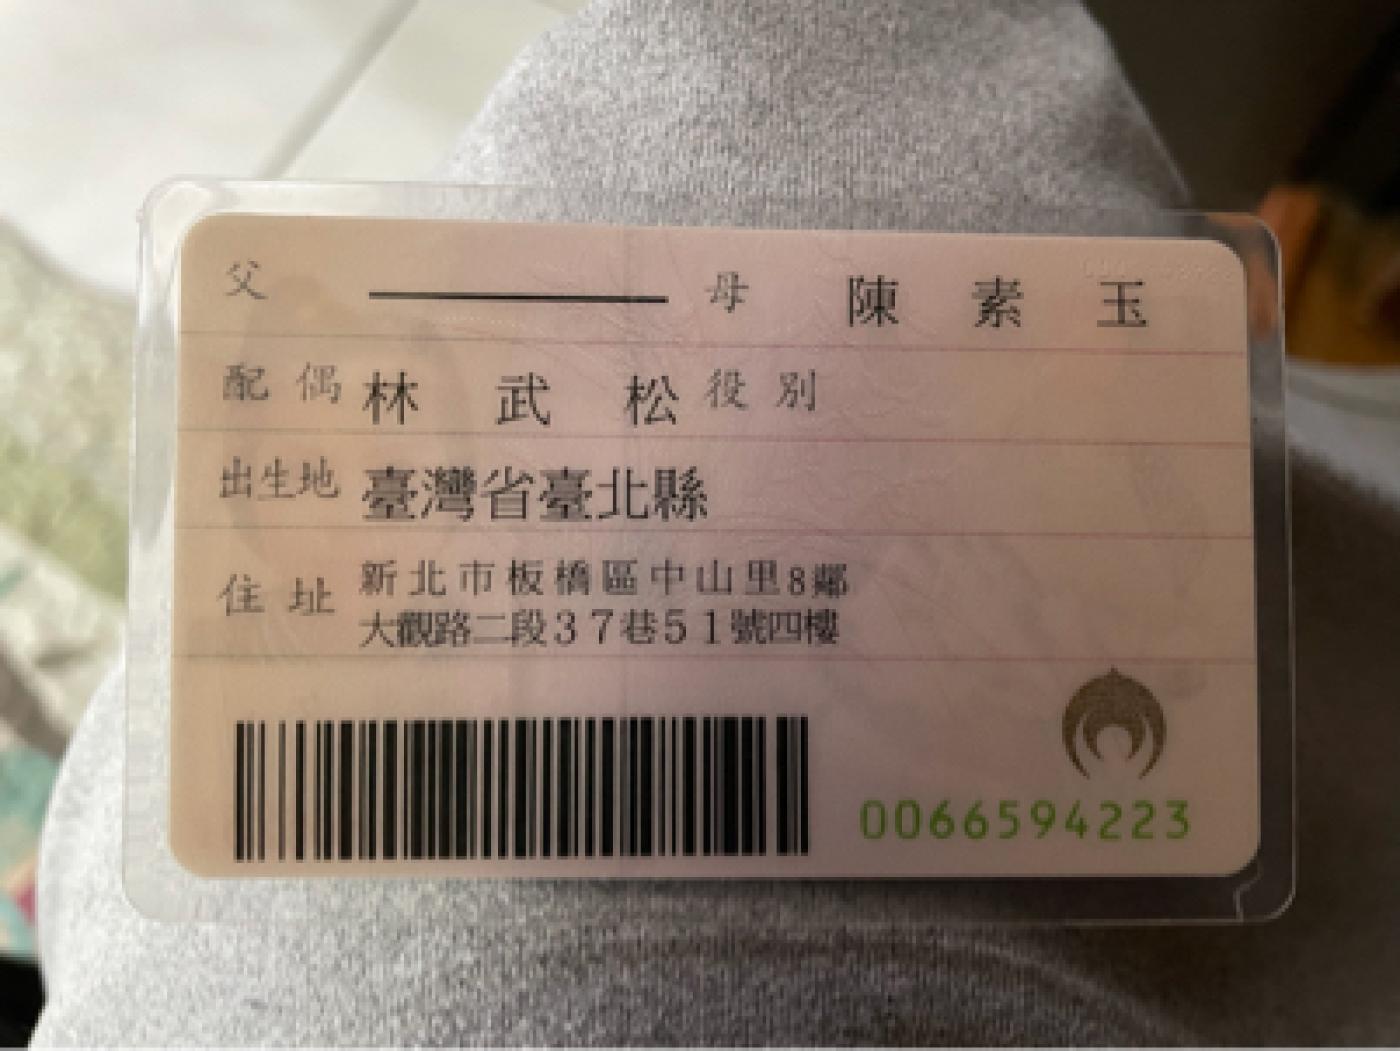 父 母 陳素玉
配偶 林武松 役別
出生地 臺灣省臺北縣
住址 新北市板橋區中山里8鄰
大觀路二段37巷51號四樓
0066594223